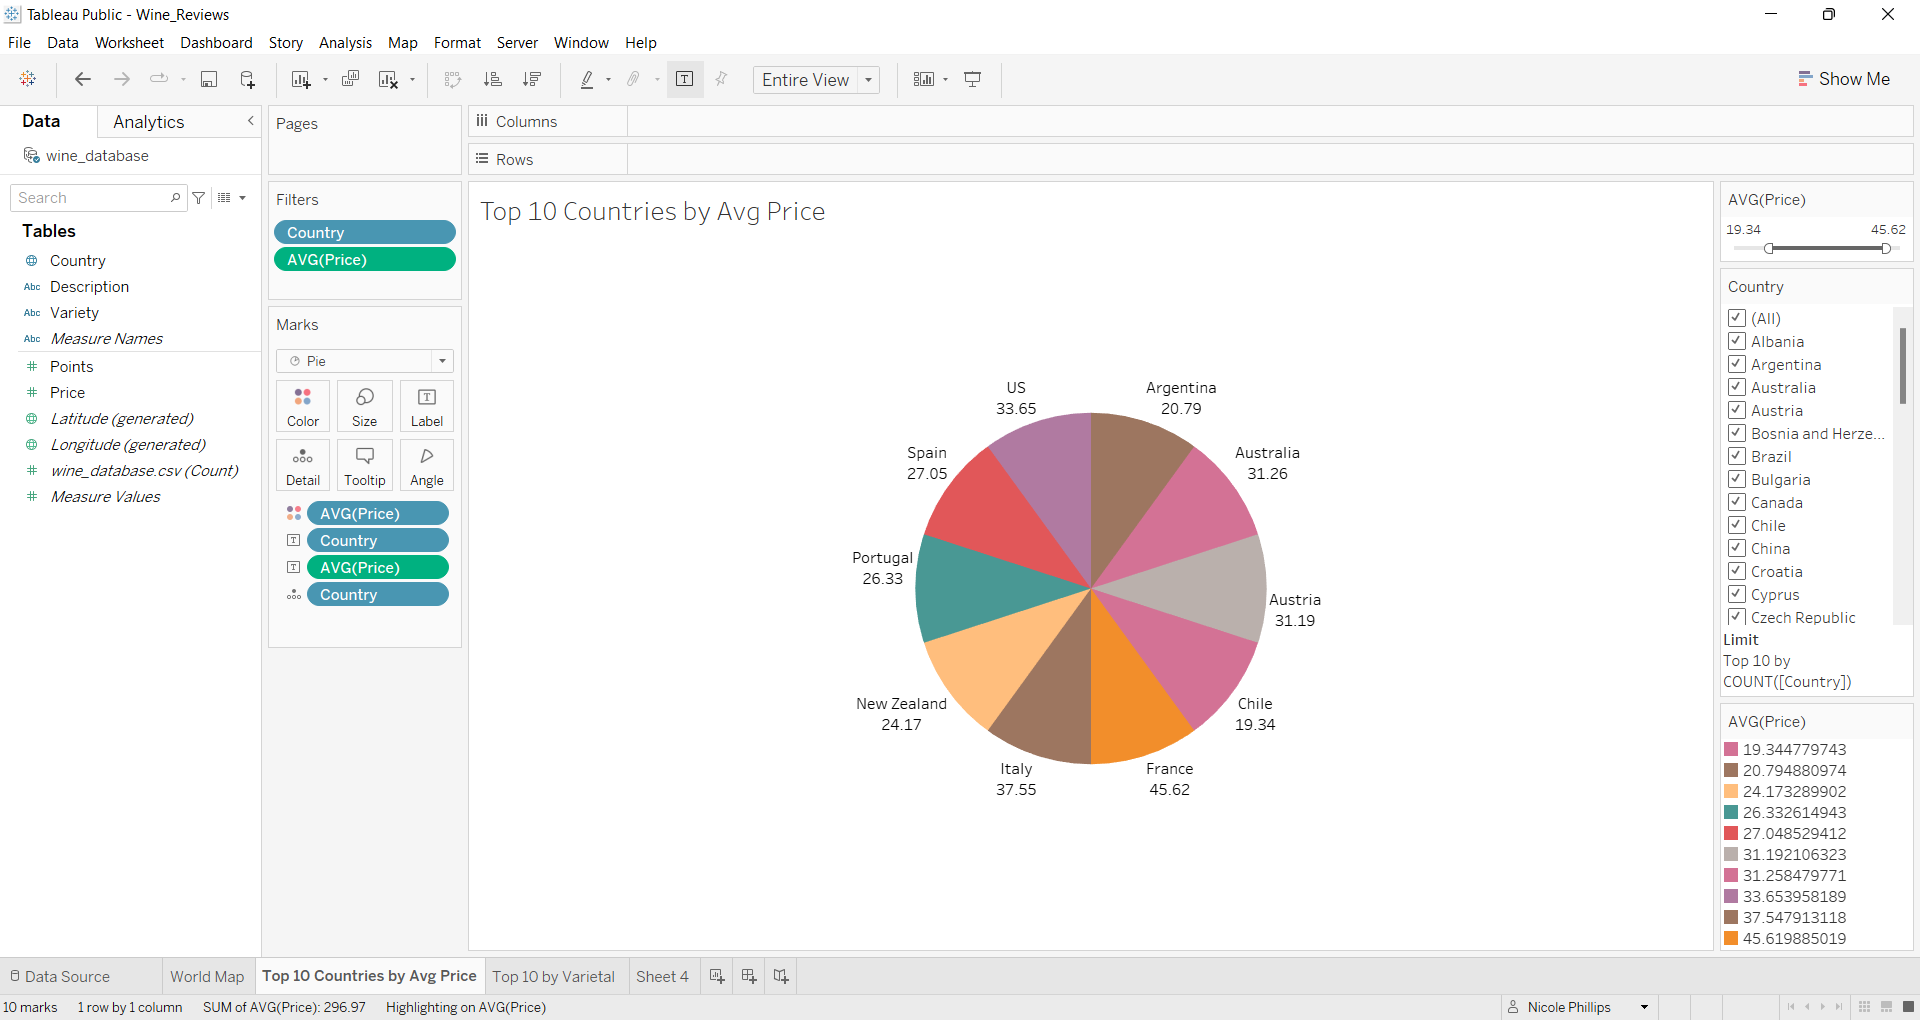 Tableau Public - Wine_Reviews
File Data Worksheet Dashboard Story Analysis Map Format Server Window Help
Entire View
Show Me
Data Analytics
wine_database
Search
Tables
Country
Abc Description
Abc Variety
Abc Measure Names
Points
Price
Latitude (generated)
Longitude (generated)
wine_database.csv (Count)
Measure Values
Pages
Filters
Country
AVG(Price)
Marks
Pie
Color Size Label
Detail Tooltip Angle
AVG(Price)
Country
AVG(Price)
Country
Columns
Rows
Top 10 Countries by Avg Price
US
33.65
Argentina
20.79
Spain
27.05
Australia
31.26
Portugal
26.33
Austria
31.19
New Zealand
24.17
Chile
19.34
Italy
37.55
France
45.62
AVG(Price)
19.34 45.62
Country
(All)
Albania
Argentina
Australia
Austria
Bosnia and Herze...
Brazil
Bulgaria
Canada
Chile
China
Croatia
Cyprus
Czech Republic
Limit
Top 10 by
COUNT([Country])
AVG(Price)
19.344779743
20.794880974
24.173289902
26.332614943
27.048529412
31.192106323
31.258479771
33.653958189
37.547913118
45.619885019
Data Source World Map Top 10 Countries by Avg Price Top 10 by Varietal Sheet 4
10 marks 1 row by 1 column SUM of AVG(Price): 296.97 Highlighting on AVG(Price) Nicole Phillips